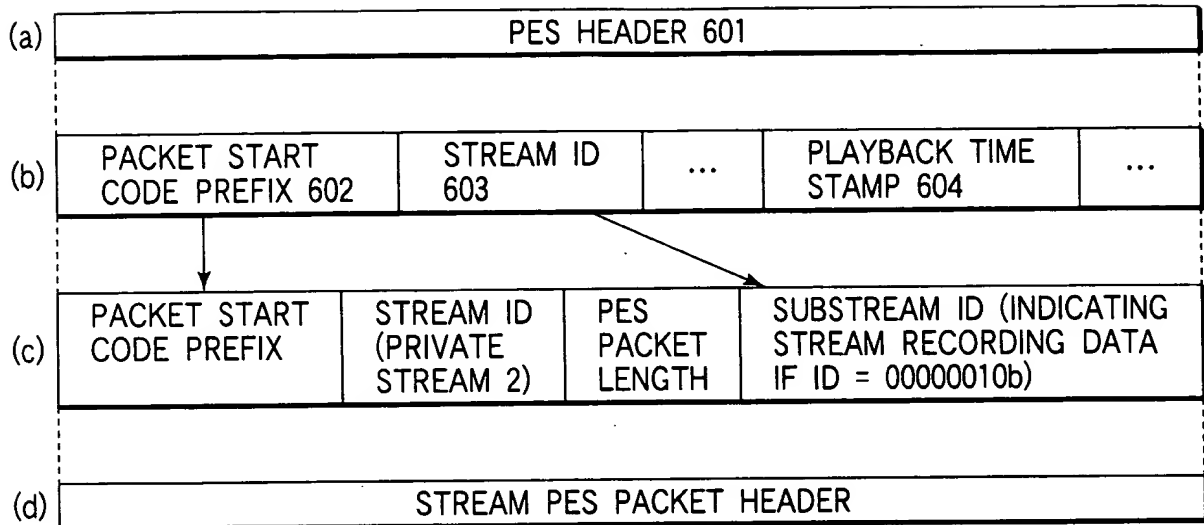 (a)
PES HEADER 601
(b)
PACKET START
CODE PREFIX 602
STREAM ID
603
...
PLAYBACK TIME
STAMP 604
...
(c)
PACKET START
CODE PREFIX
STREAM ID
(PRIVATE
STREAM 2)
PES
PACKET
LENGTH
SUBSTREAM ID (INDICATING
STREAM RECORDING DATA
IF ID = 00000010b)
(d)
STREAM PES PACKET HEADER